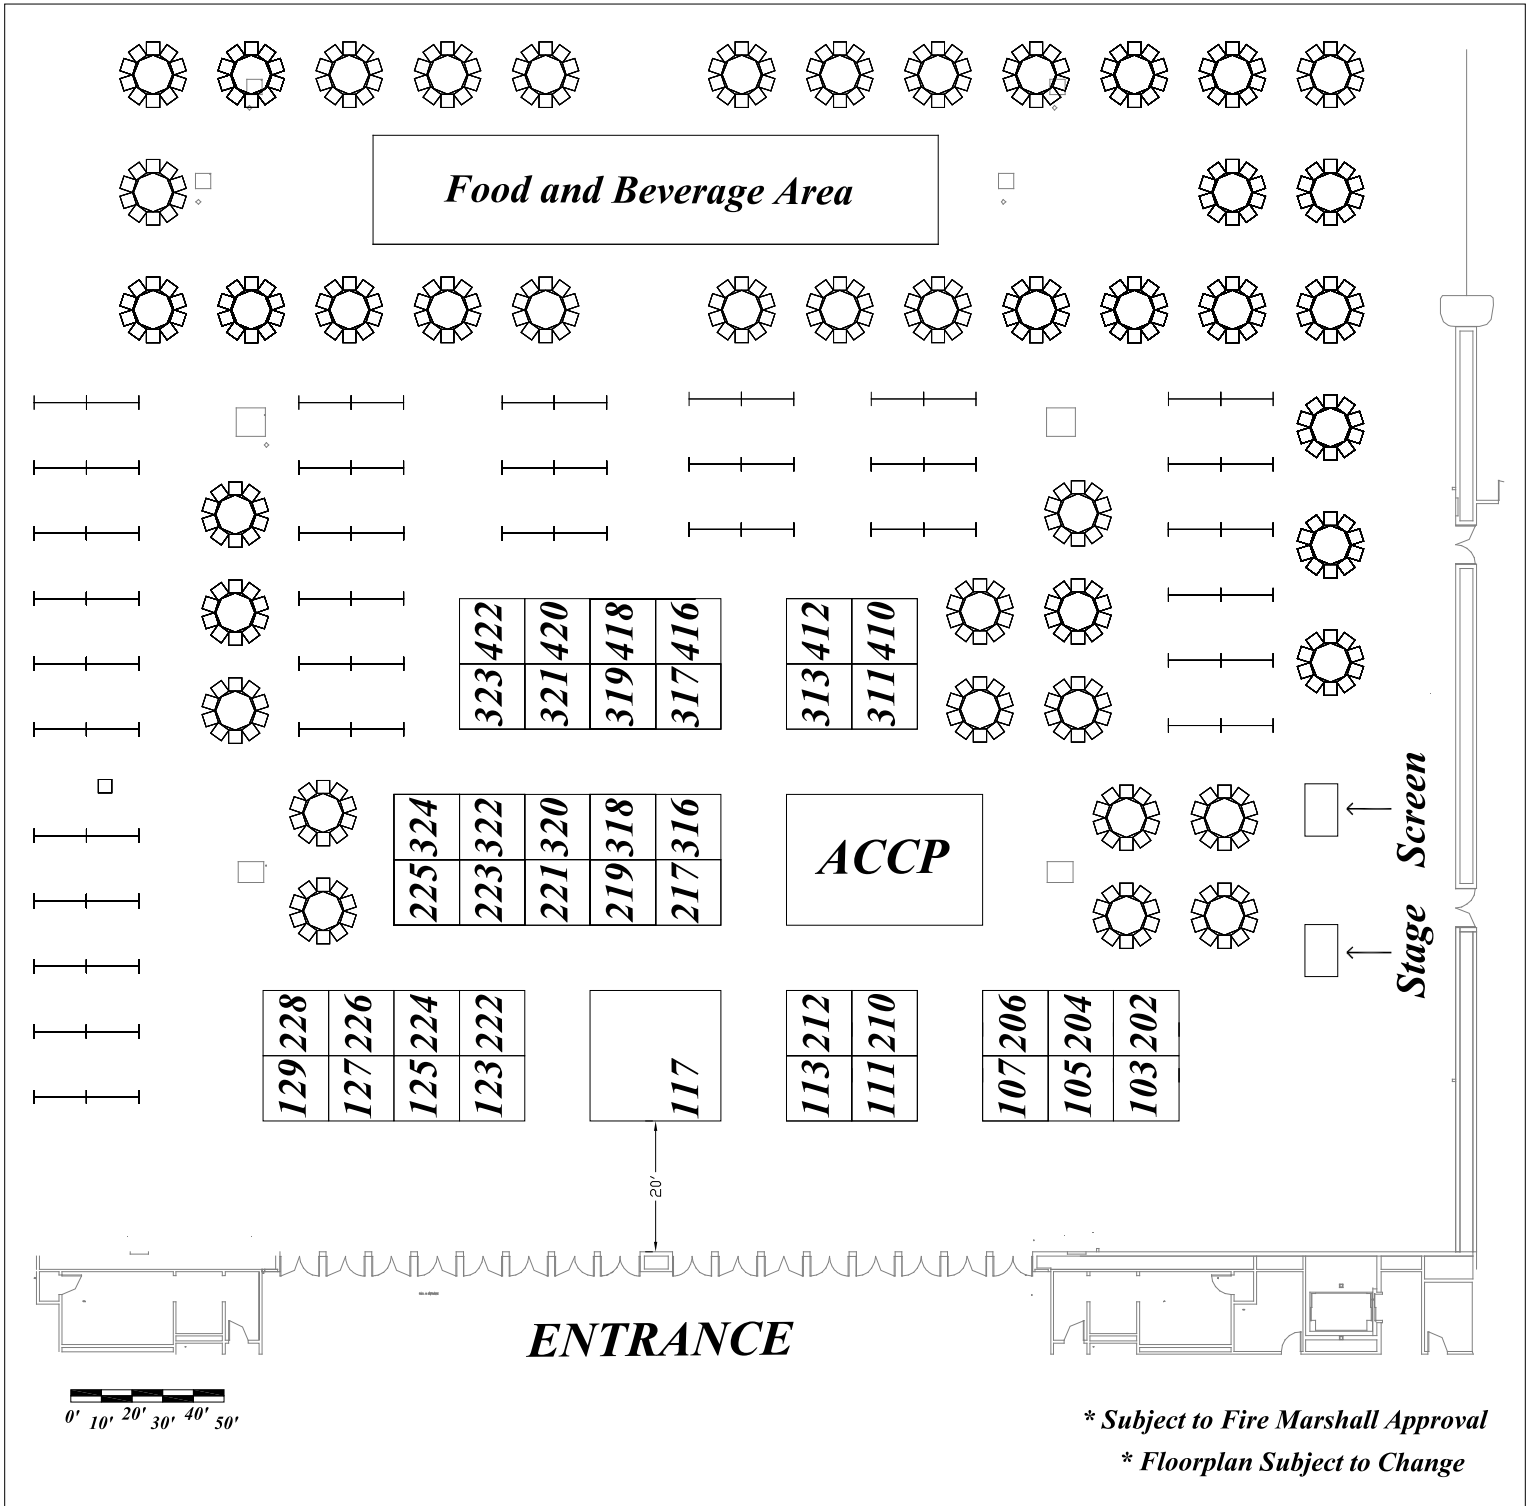 Food and Beverage Area
422 420 418 416 412 410
323 321 319 317 313 311
Screen
324 322 320 318 316
ACCP
225 223 221 219 217
Stage
228 226 224 222 212 210 206 204 202
129 127 125 123 117 113 111 107 105 103
20'
ENTRANCE
0' 10' 20' 30' 40' 50'
* Subject to Fire Marshall Approval
* Floorplan Subject to Change